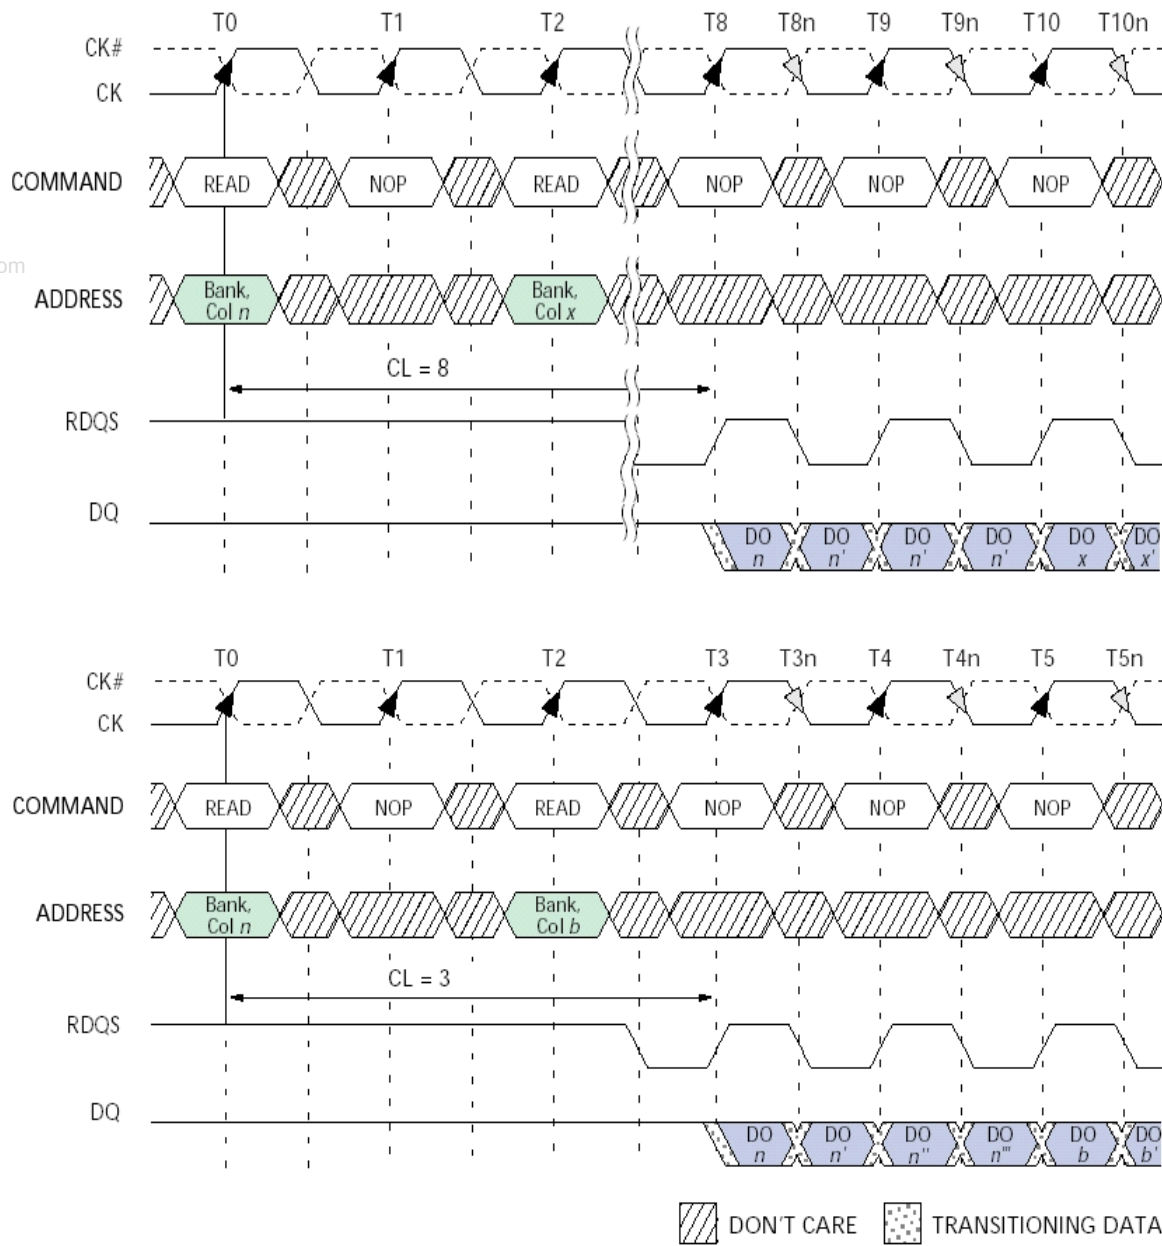 T0 T1 T2 T8 T8n T9 T9n T10 T10n
CK#
CK
COMMAND READ NOP READ NOP NOP NOP
om
ADDRESS Bank, Col n Bank, Col x
CL = 8
RDQS
DQ
DO n DO n' DO n' DO n' DO x DO x'
T0 T1 T2 T3 T3n T4 T4n T5 T5n
CK#
CK
COMMAND READ NOP READ NOP NOP NOP
ADDRESS Bank, Col n Bank, Col b
CL = 3
RDQS
DQ
DO n DO n' DO n'' DO n''' DO b DO b'
DON'T CARE TRANSITIONING DATA